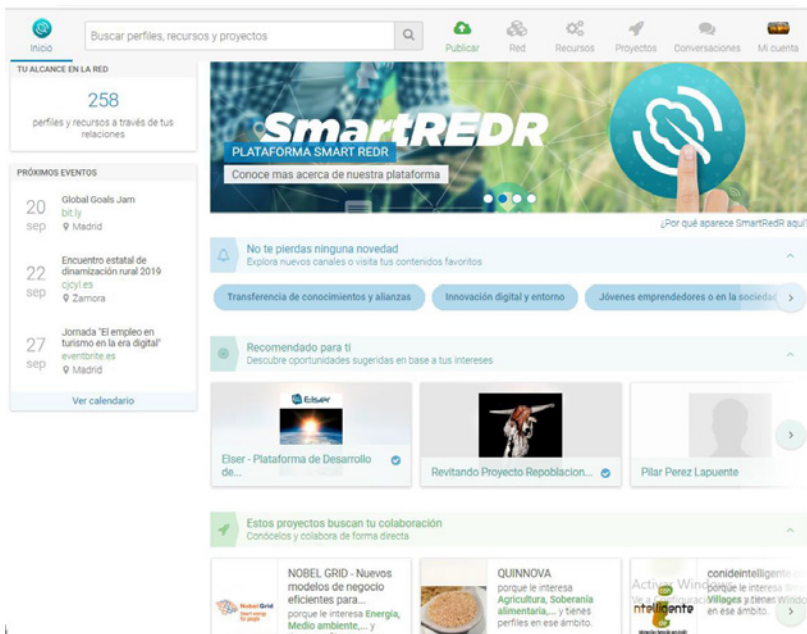 Inicio
Buscar perfiles, recursos y proyectos
Publicar
Red
Recursos
Proyectos
Conversaciones
Mi cuenta
TU ALCANCE EN LA RED
258
perfiles y recursos a través de tus
relaciones
PRÓXIMOS EVENTOS
20
sep
Global Goals Jam
bit.ly
Madrid
22
sep
Encuentro estatal de
dinamización rural 2019
cjcyl.es
Zamora
27
sep
Jornada "El empleo en
turismo en la era digital"
eventbrite.es
Madrid
Ver calendario
SmartREDR
PLATAFORMA SMART REDR
Conoce mas acerca de nuestra plataforma
¿Por qué aparece SmartRedR aquí?
No te pierdas ninguna novedad
Explora nuevos canales o visita tus contenidos favoritos
Transferencia de conocimientos y alianzas
Innovación digital y entorno
Jóvenes emprendedores o en la sociedad
Recomendado para ti
Descubre oportunidades sugeridas en base a tus intereses
Elser
Elser - Plataforma de Desarrollo
de...
Revitando Proyecto Repoblacion...
Pilar Perez Lapuente
Estos proyectos buscan tu colaboración
Conócelos y colabora de forma directa
NobelGrid
Smart energy
for people
NOBEL GRID - Nuevos
modelos de negocio
eficientes para...
porque le interesa Energía,
Medio ambiente,... y
QUINNOVA
porque le interesa
Agricultura, Soberanía
alimentaria,... y tienes
perfiles en ese ámbito.
ntelligente
conideintelligente
porque le interesa
Villages y tienes
en ese ámbito.
Activar Windows